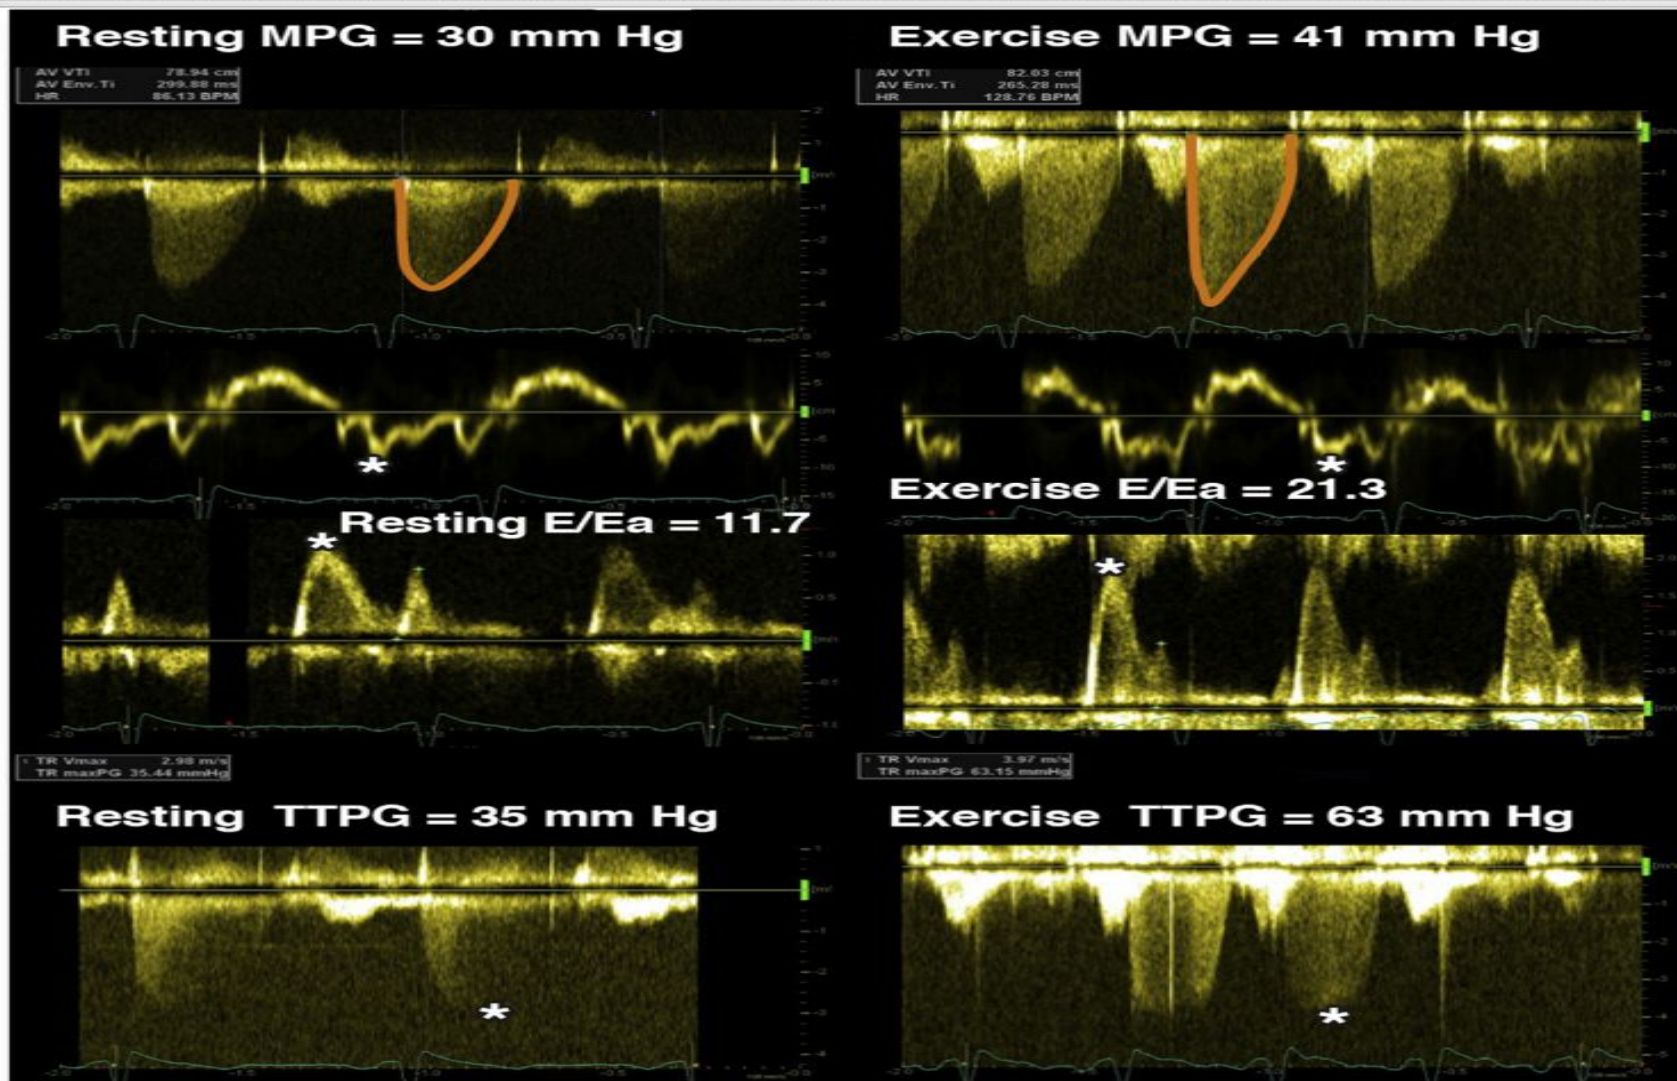 Resting MPG = 30 mm Hg
AV VTI 78.94 cm
AV Env.Ti 299.88 ms
HR 86.13 BPM
Exercise MPG = 41 mm Hg
AV VTI 82.03 cm
AV Env.Ti 265.28 ms
HR 128.76 BPM
*
*
Exercise E/Ea = 21.3
Resting E/Ea = 11.7
*
*
TR Vmax 2.98 m/s
TR maxPG 35.44 mmHg
TR Vmax 3.97 m/s
TR maxPG 63.15 mmHg
Resting TTPG = 35 mm Hg
Exercise TTPG = 63 mm Hg
*
*